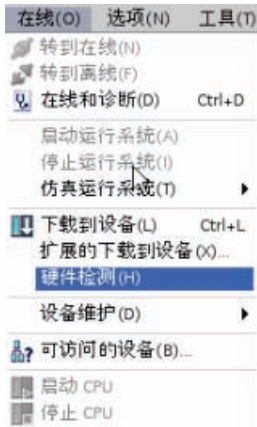 在线(O) 选项(N) 工具(T)
转到在线(N)
转到离线(F)
在线和诊断(D) Ctrl+D
启动运行系统(A)
停止运行系统(I)
仿真运行系统(T)
下载到设备(L) Ctrl+L
扩展的下载到设备(X)...
硬件检测(H)
设备维护(D)
可访问的设备(B)...
启动 CPU
停止 CPU